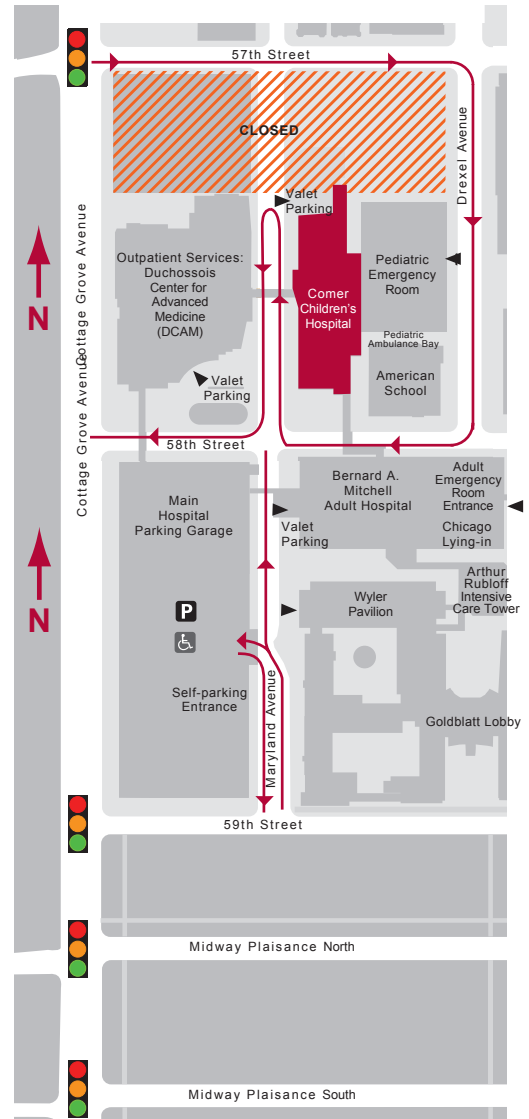 57th Street
CLOSED
Drexel Avenue
Valet
Parking
Cottage Grove Avenue
N
Outpatient Services:
Duchossois
Center for
Advanced
Medicine
(DCAM)
Comer
Children's
Hospital
Pediatric
Emergency
Room
Pediatric
Ambulance Bay
American
School
Valet
Parking
58th Street
Cottage Grove Avenue
N
Main
Hospital
Parking Garage
Valet
Parking
Bernard A.
Mitchell
Adult Hospital
Adult
Emergency
Room
Entrance
Chicago
Lying-in
Arthur
Rubloff
Intensive
Care Tower
Wyler
Pavilion
P
Self-parking
Entrance
Maryland Avenue
Goldblatt Lobby
59th Street
Midway Plaisance North
Midway Plaisance South